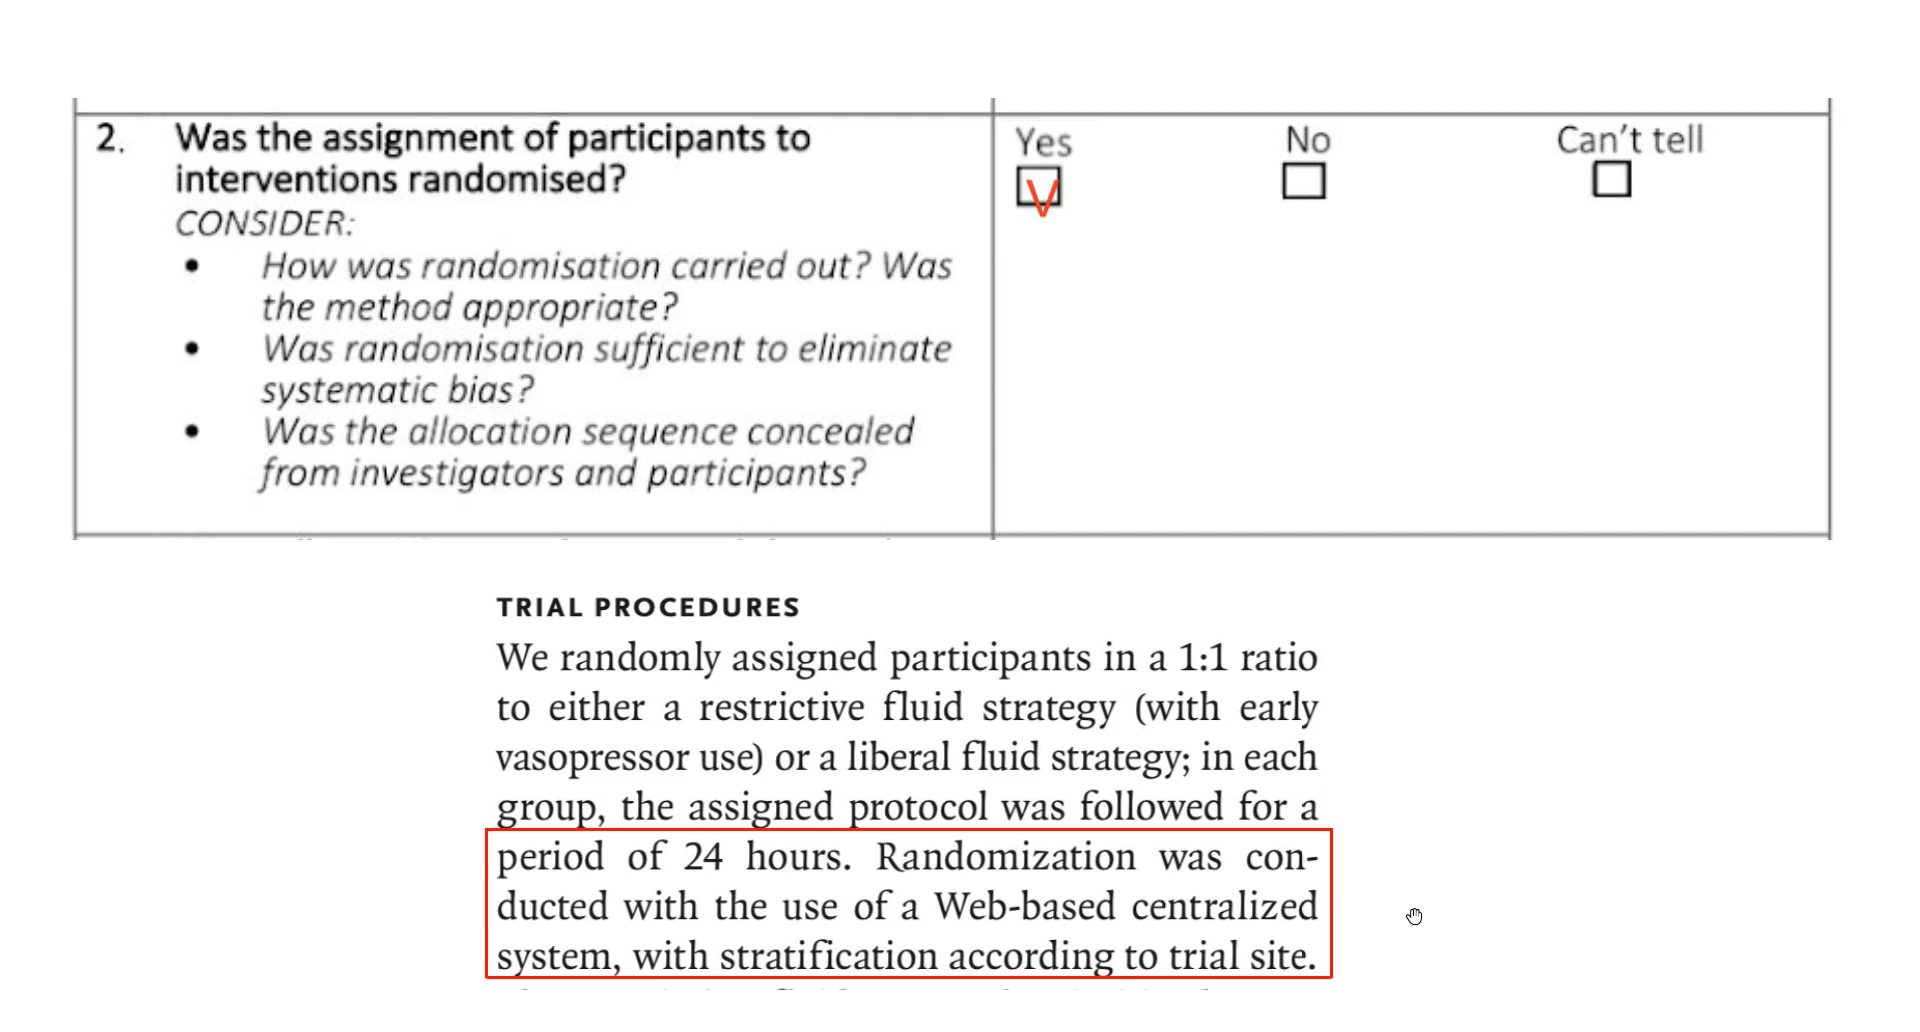 2. Was the assignment of participants to Yes No Can't tell
interventions randomised?
V
CONSIDER:
• How was randomisation carried out? Was
the method appropriate?
• Was randomisation sufficient to eliminate
systematic bias?
• Was the allocation sequence concealed
from investigators and participants?
TRIAL PROCEDURES
We randomly assigned participants in a 1:1 ratio
to either a restrictive fluid strategy (with early
vasopressor use) or a liberal fluid strategy; in each
group, the assigned protocol was followed for a
period of 24 hours. Randomization was con-
ducted with the use of a Web-based centralized
system, with stratification according to trial site.